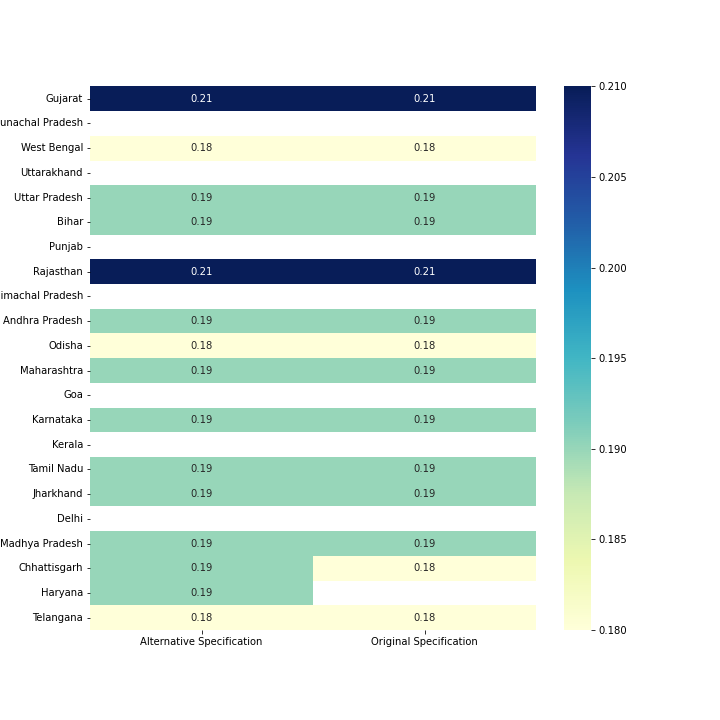 Gujarat 0.21 0.21
unachal Pradesh
West Bengal 0.18 0.18
Uttarakhand
Uttar Pradesh 0.19 0.19
Bihar 0.19 0.19
Punjab
Rajasthan 0.21 0.21
imachal Pradesh
Andhra Pradesh 0.19 0.19
Odisha 0.18 0.18
Maharashtra 0.19 0.19
Goa
Karnataka 0.19 0.19
Kerala
Tamil Nadu 0.19 0.19
Jharkhand 0.19 0.19
Delhi
Madhya Pradesh 0.19 0.19
Chhattisgarh 0.19 0.18
Haryana 0.19
Telangana 0.18 0.18
Alternative Specification Original Specification
0.210
0.205
0.200
0.195
0.190
0.185
0.180